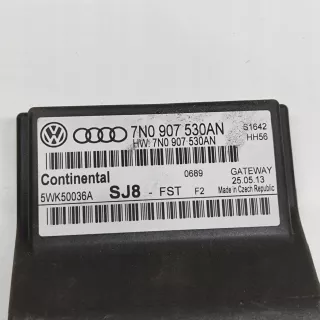 7N0 907 530AN S1642
HW: 7N0 907 530AN HH56
Continental 0689 GATEWAY
25.05.13
5WK50036A SJ8 - FST F2 Made in Czech Republic